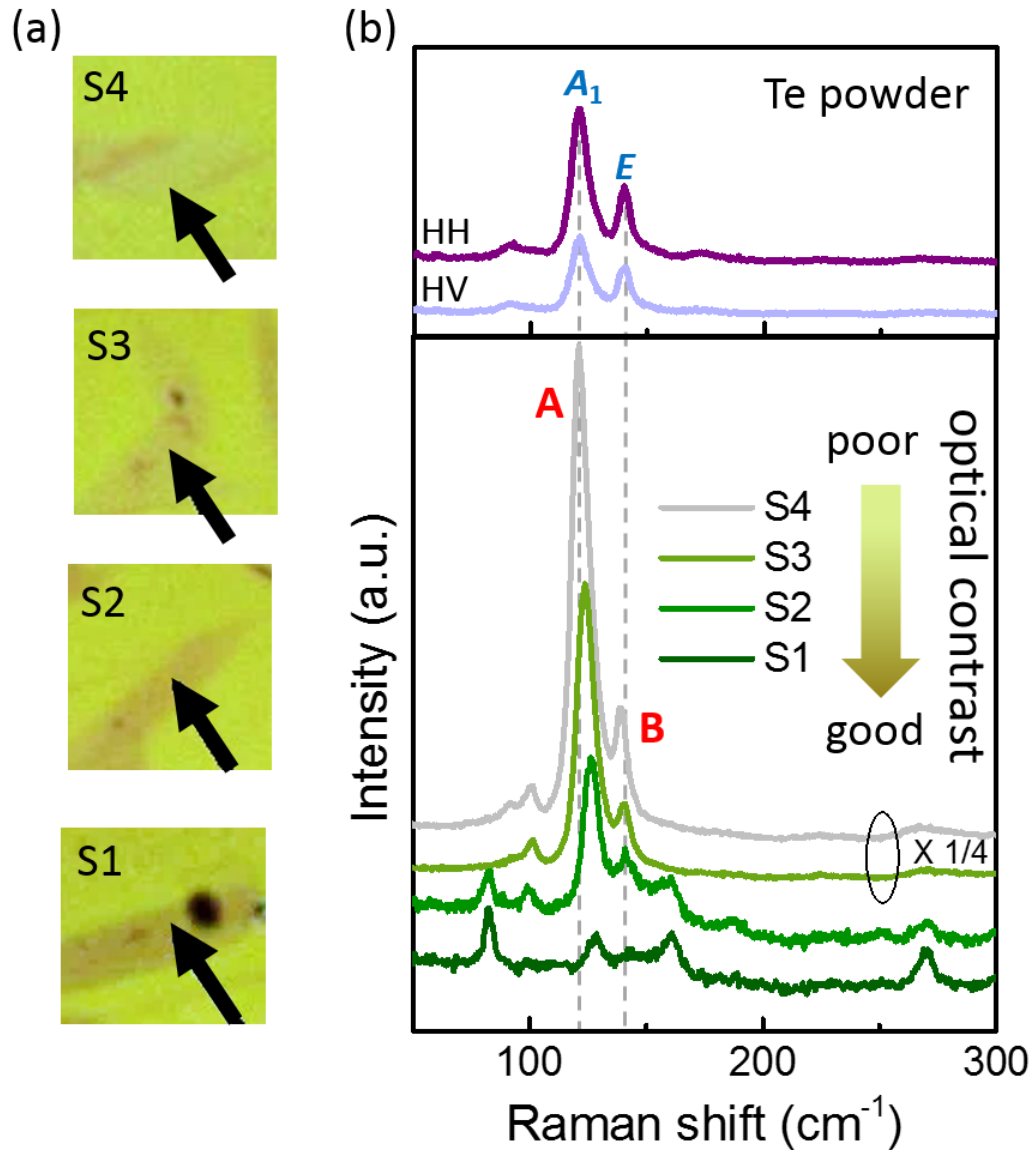 (a)
S4
S3
S2
S1
(b)
A₁
E
Te powder
HH
HV
A
B
poor
good
optical contrast
S4
S3
S2
S1
X 1/4
Intensity (a.u.)
100
200
300
Raman shift (cm⁻¹)